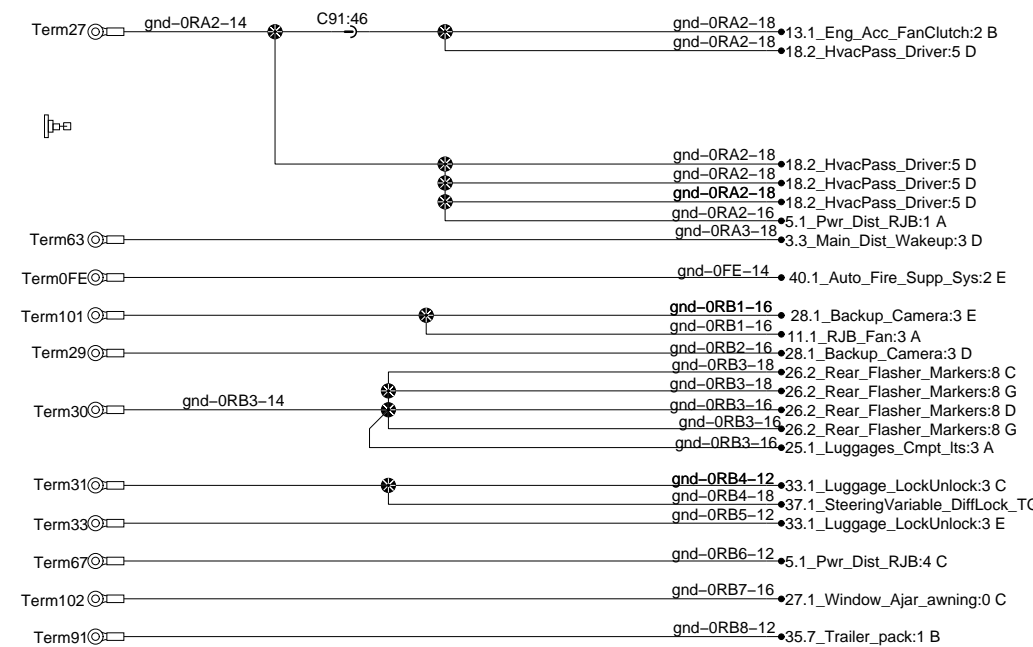 C91:46
Term27 gnd–0RA2–14 gnd–0RA2–18 13.1_Eng_Acc_FanClutch:2 B
gnd–0RA2–18 18.2_HvacPass_Driver:5 D
gnd–0RA2–18 18.2_HvacPass_Driver:5 D
gnd–0RA2–18 18.2_HvacPass_Driver:5 D
gnd–0RA2–18 18.2_HvacPass_Driver:5 D
gnd–0RA2–16 5.1_Pwr_Dist_RJB:1 A
Term63 gnd–0RA3–18 3.3_Main_Dist_Wakeup:3 D
Term0FE gnd–0FE–14 40.1_Auto_Fire_Supp_Sys:2 E
Term101 gnd–0RB1–16 28.1_Backup_Camera:3 E
gnd–0RB1–16 11.1_RJB_Fan:3 A
Term29 gnd–0RB2–16 28.1_Backup_Camera:3 D
gnd–0RB3–18 26.2_Rear_Flasher_Markers:8 C
gnd–0RB3–18 26.2_Rear_Flasher_Markers:8 G
Term30 gnd–0RB3–14 gnd–0RB3–16 26.2_Rear_Flasher_Markers:8 D
gnd–0RB3–16 26.2_Rear_Flasher_Markers:8 G
gnd–0RB3–16 25.1_Luggages_Cmpt_lts:3 A
Term31 gnd–0RB4–12 33.1_Luggage_LockUnlock:3 C
gnd–0RB4–18 37.1_SteeringVariable_DiffLock_TC
Term33 gnd–0RB5–12 33.1_Luggage_LockUnlock:3 E
Term67 gnd–0RB6–12 5.1_Pwr_Dist_RJB:4 C
Term102 gnd–0RB7–16 27.1_Window_Ajar_awning:0 C
Term91 gnd–0RB8–12 35.7_Trailer_pack:1 B